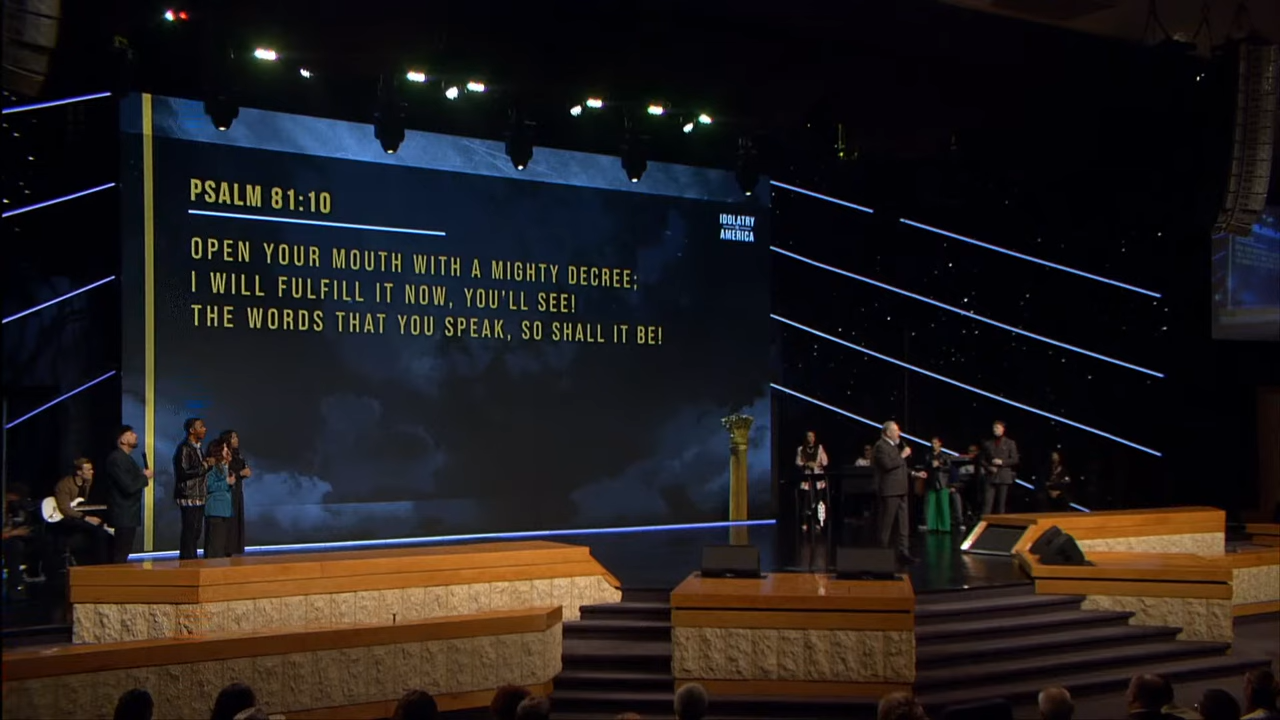 PSALM 81:10
OPEN YOUR MOUTH WITH A MIGHTY DECREE;
I WILL FULFILL IT NOW, YOU'LL SEE!
THE WORDS THAT YOU SPEAK, SO SHALL IT BE!
IDOLATRY
IN
AMERICA